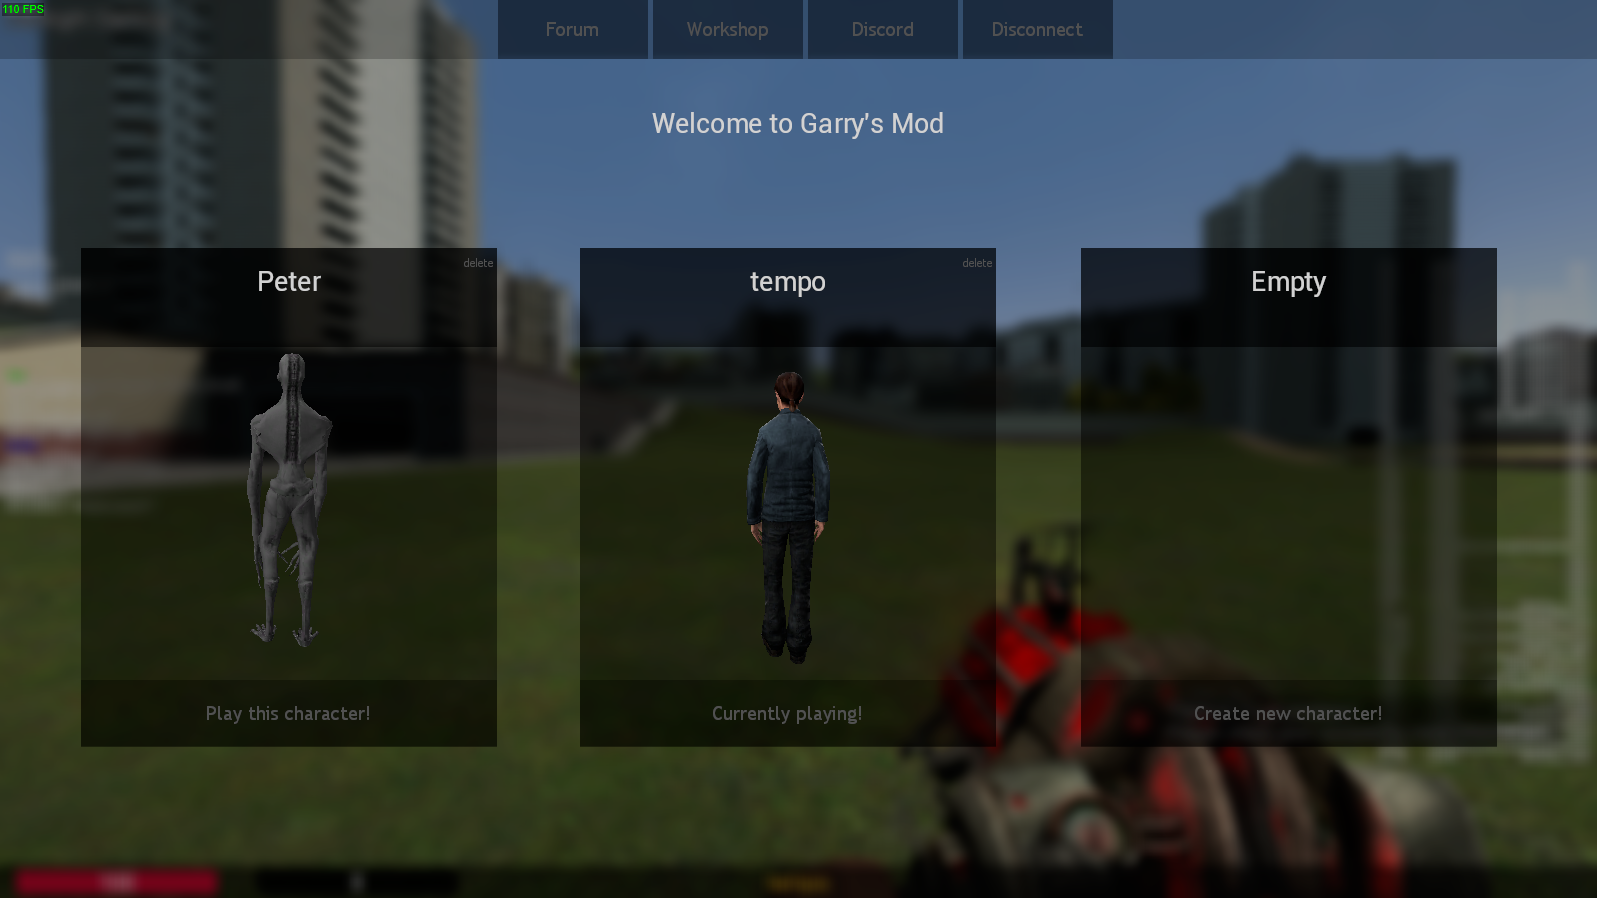 110 FPS
Forum
Workshop
Discord
Disconnect
Welcome to Garry's Mod
delete
Peter
delete
tempo
Empty
Play this character!
Currently playing!
Create new character!